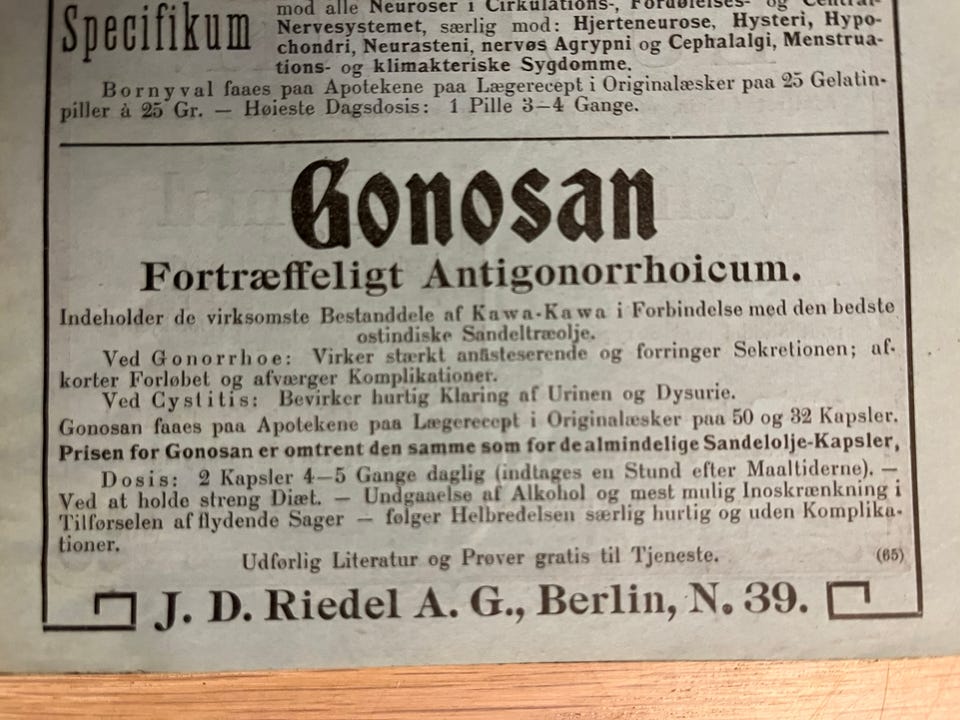 Specifikum
mod alle Neuroser i Cirkulations-, Fordøielses- og Central-
Nervesystemet, særlig mod: Hjerteneurose, Hysteri, Hypo-
chondri, Neurasteni, nervøs Agrypni og Cephalalgi, Menstrua-
tions- og klimakteriske Sygdomme.
Bornyval faaes paa Apotekene paa Lægerecept i Originalæsker paa 25 Gelatin-
piller à 25 Gr. — Høieste Dagsdosis: 1 Pille 3—4 Gange.
Gonosan
Fortræffeligt Antigonorrhoicum.
Indeholder de virksomste Bestanddele af Kawa-Kawa i Forbindelse med den bedste
ostindiske Sandeltræolje.
Ved Gonorrhoe: Virker stærkt anästeserende og forringer Sekretionen; af-
korter Forløbet og afværger Komplikationer.
Ved Cystitis: Bevirker hurtig Klaring af Urinen og Dysurie.
Gonosan faaes paa Apotekene paa Lægerecept i Originalæsker paa 50 og 32 Kapsler.
Prisen for Gonosan er omtrent den samme som for de almindelige Sandelolje-Kapsler,
Dosis: 2 Kapsler 4—5 Gange daglig (indtages en Stund efter Maaltiderne). —
Ved at holde streng Diæt. — Undgaaelse af Alkohol og mest mulig Inoskrænkning i
Tilførselen af flydende Sager — følger Helbredelsen særlig hurtig og uden Komplika-
tioner.
Udførlig Literatur og Prøver gratis til Tjeneste.
(65)
J. D. Riedel A. G., Berlin, N. 39.